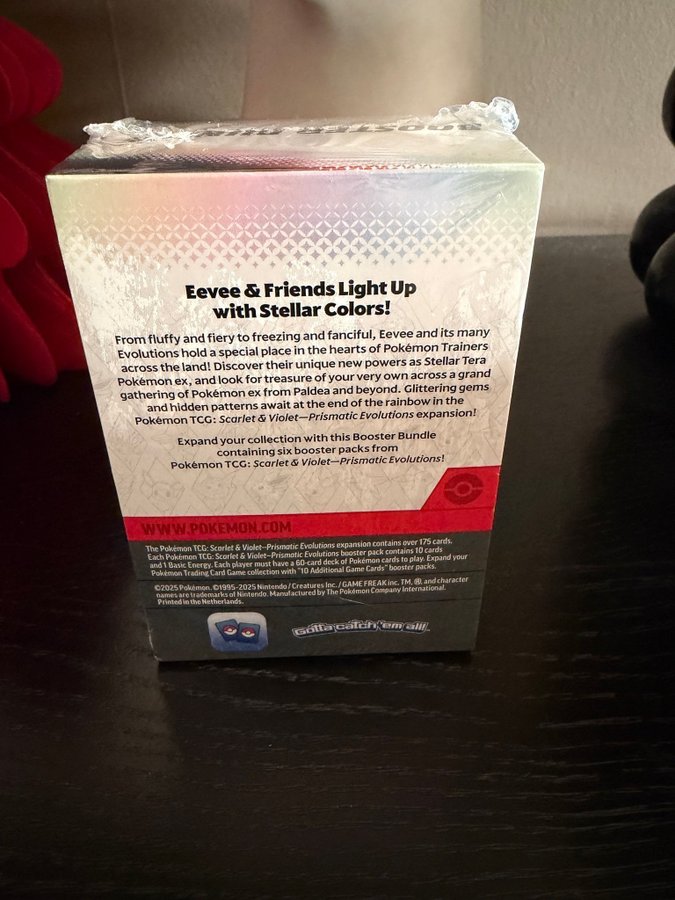 BOOSTER BUN
Eevee & Friends Light Up
with Stellar Colors!
From fluffy and fiery to freezing and fanciful, Eevee and its many
Evolutions hold a special place in the hearts of Pokémon Trainers
across the land! Discover their unique new powers as Stellar Tera
Pokémon ex, and look for treasure of your very own across a grand
gathering of Pokémon ex from Paldea and beyond. Glittering gems
and hidden patterns await at the end of the rainbow in the
Pokémon TCG: Scarlet & Violet—Prismatic Evolutions expansion!
Expand your collection with this Booster Bundle
containing six booster packs from
Pokémon TCG: Scarlet & Violet—Prismatic Evolutions!
WWW.POKEMON.COM
The Pokémon TCG: Scarlet & Violet—Prismatic Evolutions expansion contains over 175 cards.
Each Pokémon TCG: Scarlet & Violet—Prismatic Evolutions booster pack contains 10 cards
and 1 Basic Energy. Each player must have a 60-card deck of Pokémon cards to play. Expand your
Pokémon Trading Card Game collection with "10 Additional Game Cards" booster packs.
©2025 Pokémon. ©1995-2025 Nintendo / Creatures Inc. / GAME FREAK inc. TM, ®, and character
names are trademarks of Nintendo. Manufactured by The Pokémon Company International.
Printed in the Netherlands.
Gotta catch 'em all!™